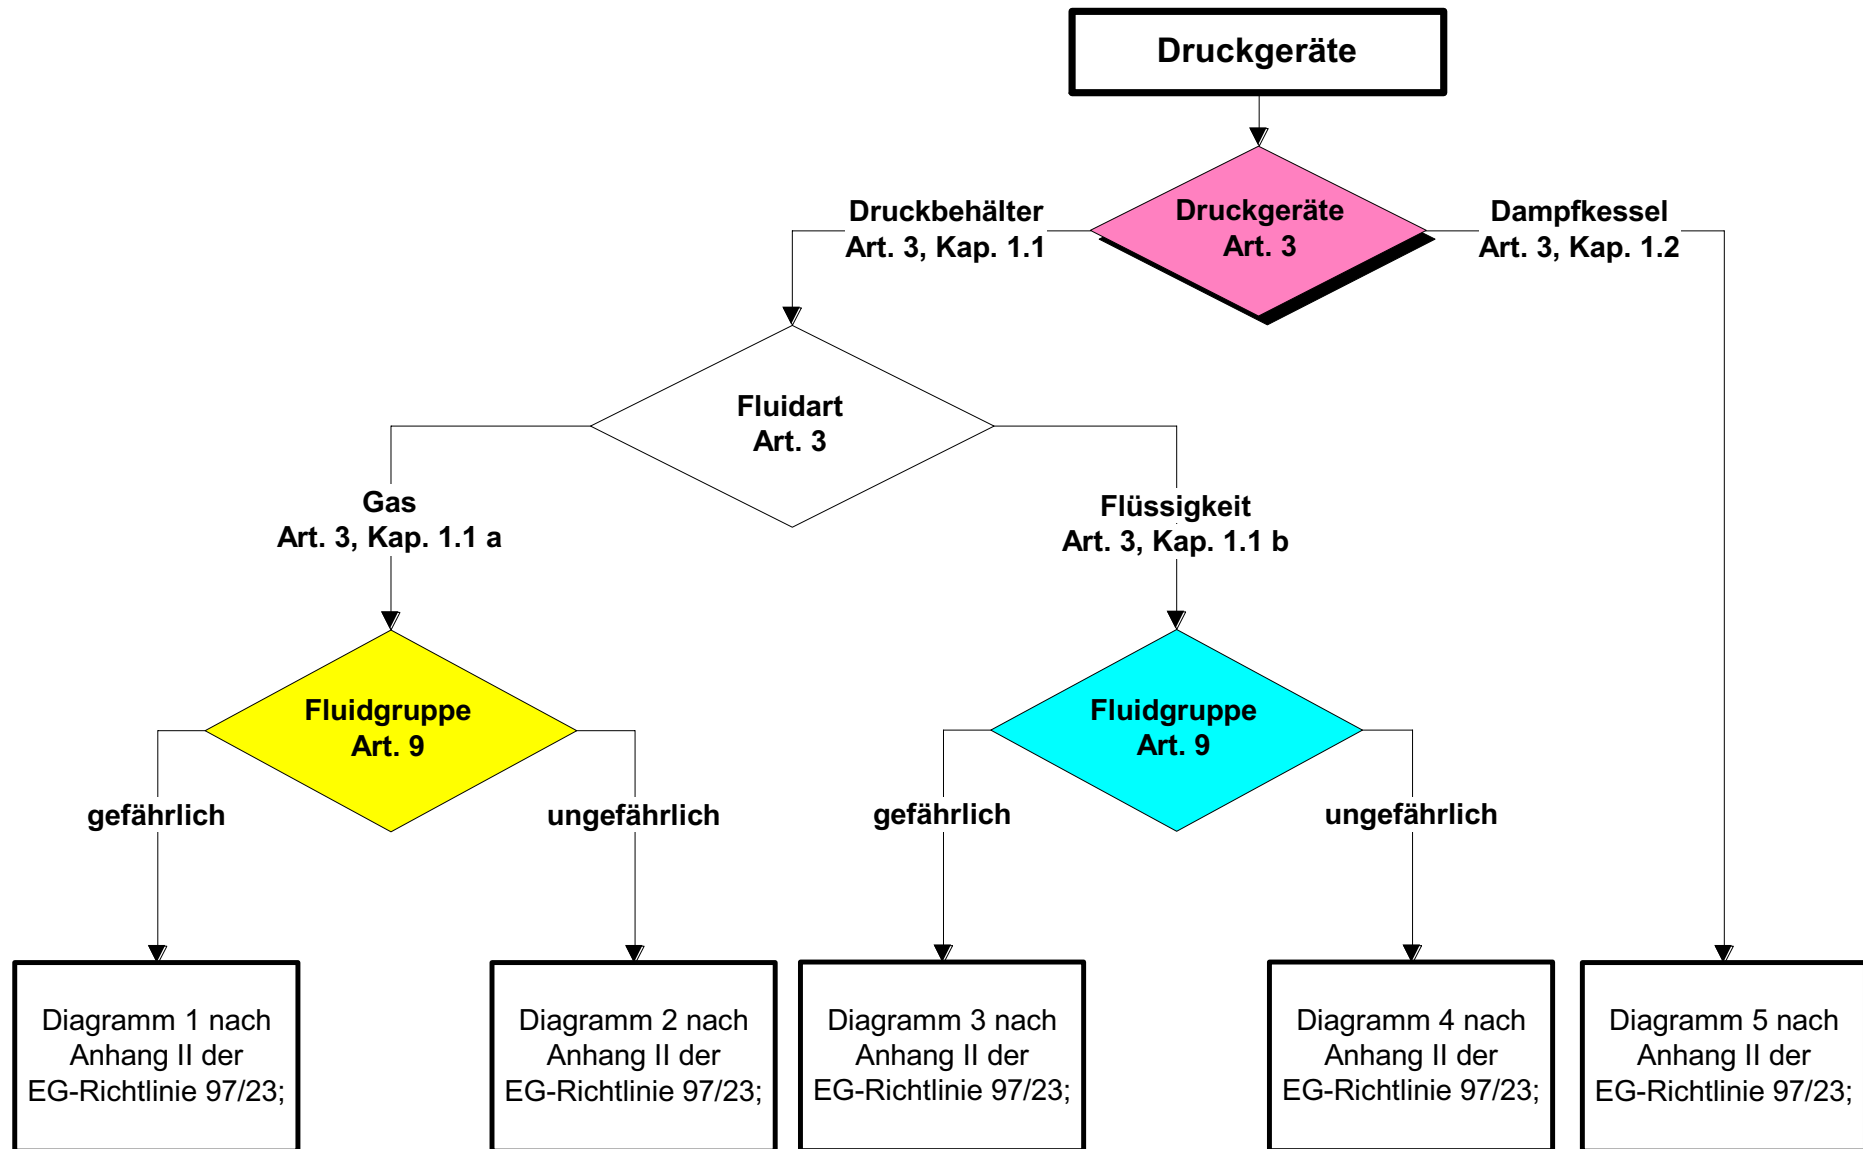 Druckgeräte
Druckbehälter
Art. 3, Kap. 1.1
Druckgeräte
Art. 3
Dampfkessel
Art. 3, Kap. 1.2
Fluidart
Art. 3
Gas
Art. 3, Kap. 1.1 a
Flüssigkeit
Art. 3, Kap. 1.1 b
Fluidgruppe
Art. 9
Fluidgruppe
Art. 9
gefährlich
ungefährlich
gefährlich
ungefährlich
Diagramm 1 nach
Anhang II der
EG-Richtlinie 97/23;
Diagramm 2 nach
Anhang II der
EG-Richtlinie 97/23;
Diagramm 3 nach
Anhang II der
EG-Richtlinie 97/23;
Diagramm 4 nach
Anhang II der
EG-Richtlinie 97/23;
Diagramm 5 nach
Anhang II der
EG-Richtlinie 97/23;